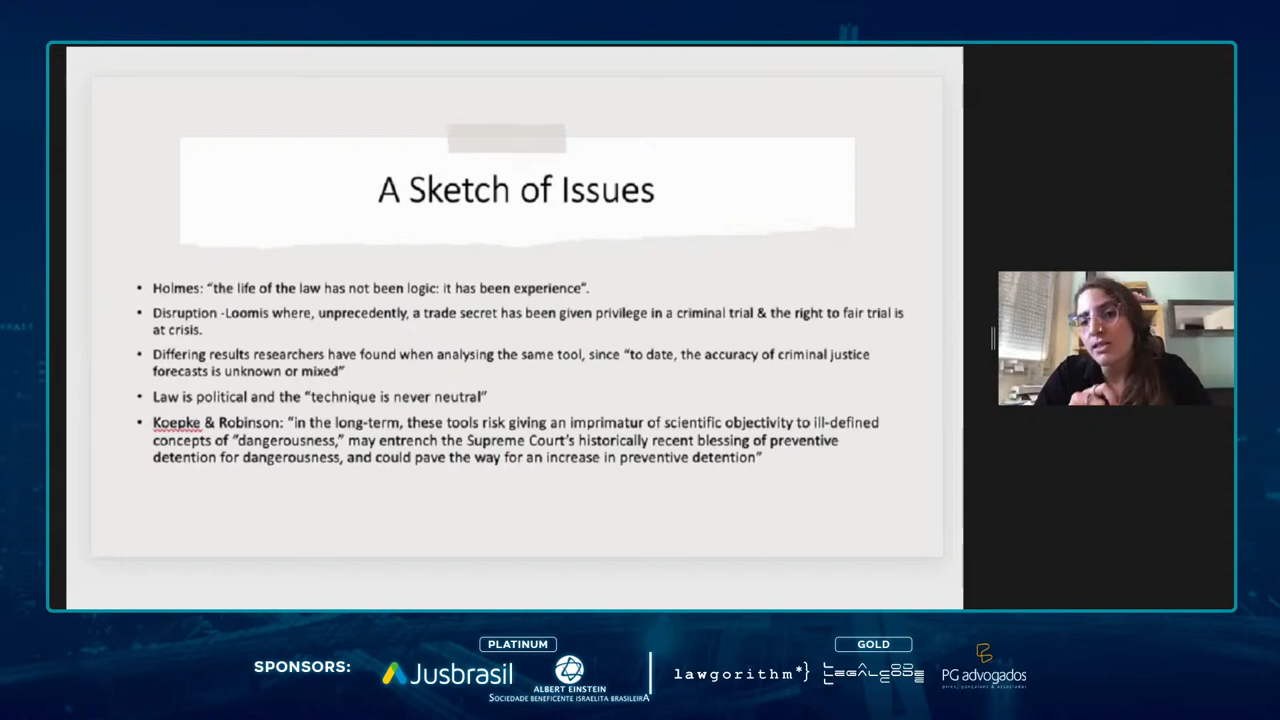 A Sketch of Issues
• Holmes: “the life of the law has not been logic: it has been experience”.
• Disruption -Loomis where, unprecedently, a trade secret has been given privilege in a criminal trial & the right to fair trial is
at crisis.
• Differing results researchers have found when analysing the same tool, since “to date, the accuracy of criminal justice
forecasts is unknown or mixed”
• Law is political and the “technique is never neutral”
• Koepke & Robinson: “in the long-term, these tools risk giving an imprimatur of scientific objectivity to ill-defined
concepts of “dangerousness,” may entrench the Supreme Court’s historically recent blessing of preventive
detention for dangerousness, and could pave the way for an increase in preventive detention”
SPONSORS:
PLATINUM
Jusbrasil
ALBERT EINSTEIN
SOCIEDADE BENEFICENTE ISRAELITA BRASILEIRA
GOLD
lawgorithm*}
LEGALCODE
PG advogados